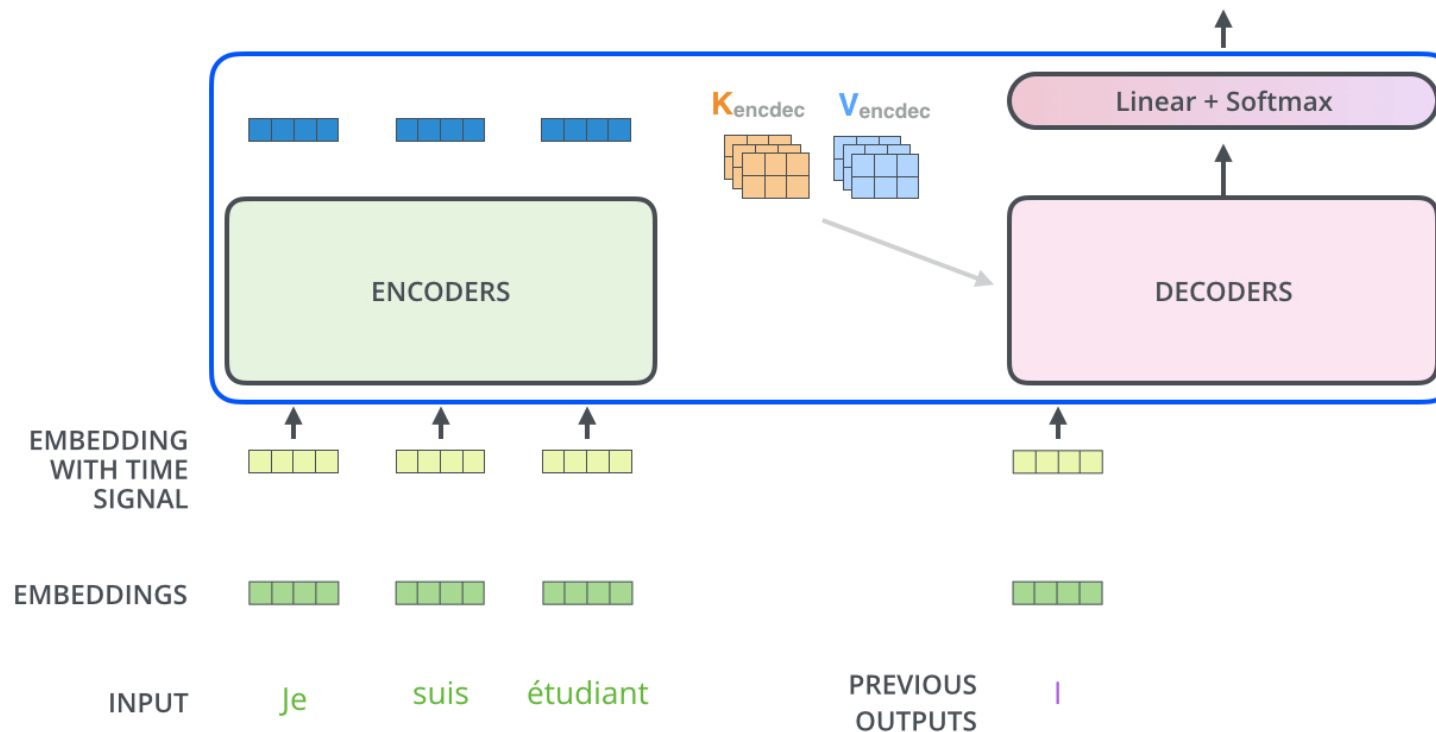 Kencdec
Vencdec
Linear + Softmax
ENCODERS
DECODERS
EMBEDDING
WITH TIME
SIGNAL
EMBEDDINGS
INPUT
Je
suis
étudiant
PREVIOUS
OUTPUTS
I